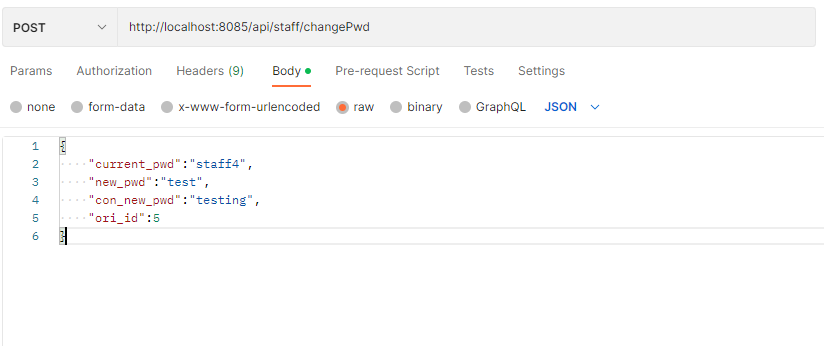 POST http://localhost:8085/api/staff/changePwd
Params Authorization Headers (9) Body Pre-request Script Tests Settings
none form-data x-www-form-urlencoded raw binary GraphQL JSON
1 {
2 ····"current_pwd":"staff4",
3 ····"new_pwd":"test",
4 ····"con_new_pwd":"testing",
5 ····"ori_id":5
6 }